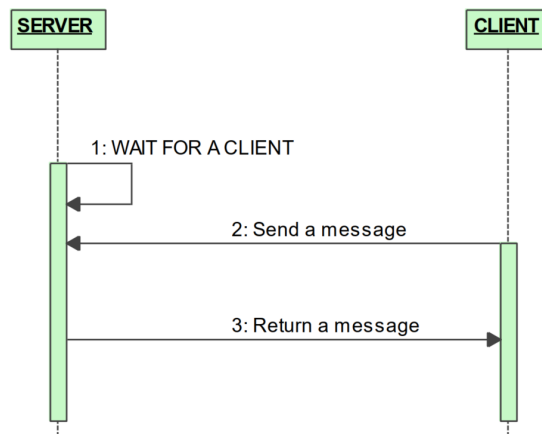 SERVER
CLIENT
1: WAIT FOR A CLIENT
2: Send a message
3: Return a message